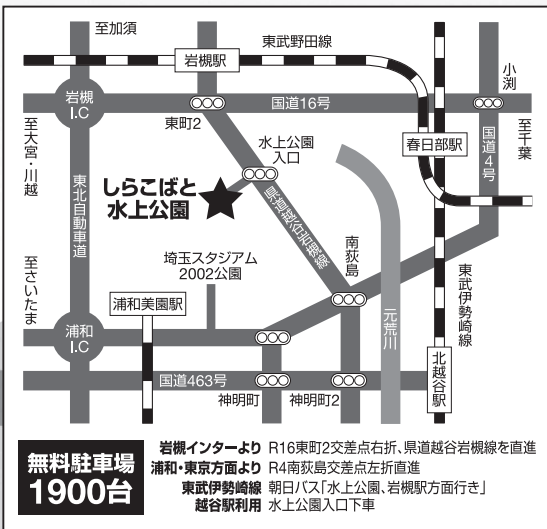 至加須
岩槻駅
東武野田線
岩槻
I.C
国道16号
小渕
至大宮・川越
東町2
水上公園
入口
春日部駅
国道4号
至千葉
しらこばと
水上公園
東北自動車道
県道越谷岩槻線
埼玉スタジアム
2002公園
南荻島
至さいたま
浦和美園駅
東武伊勢崎線
浦和
I.C
元荒川
北越谷駅
国道463号
神明町
神明町2
無料駐車場
1900台
岩槻インターより R16東町2交差点右折、県道越谷岩槻線を直進
浦和・東京方面より R4南荻島交差点左折直進
東武伊勢崎線 朝日バス「水上公園、岩槻駅方面行き」
越谷駅利用 水上公園入口下車